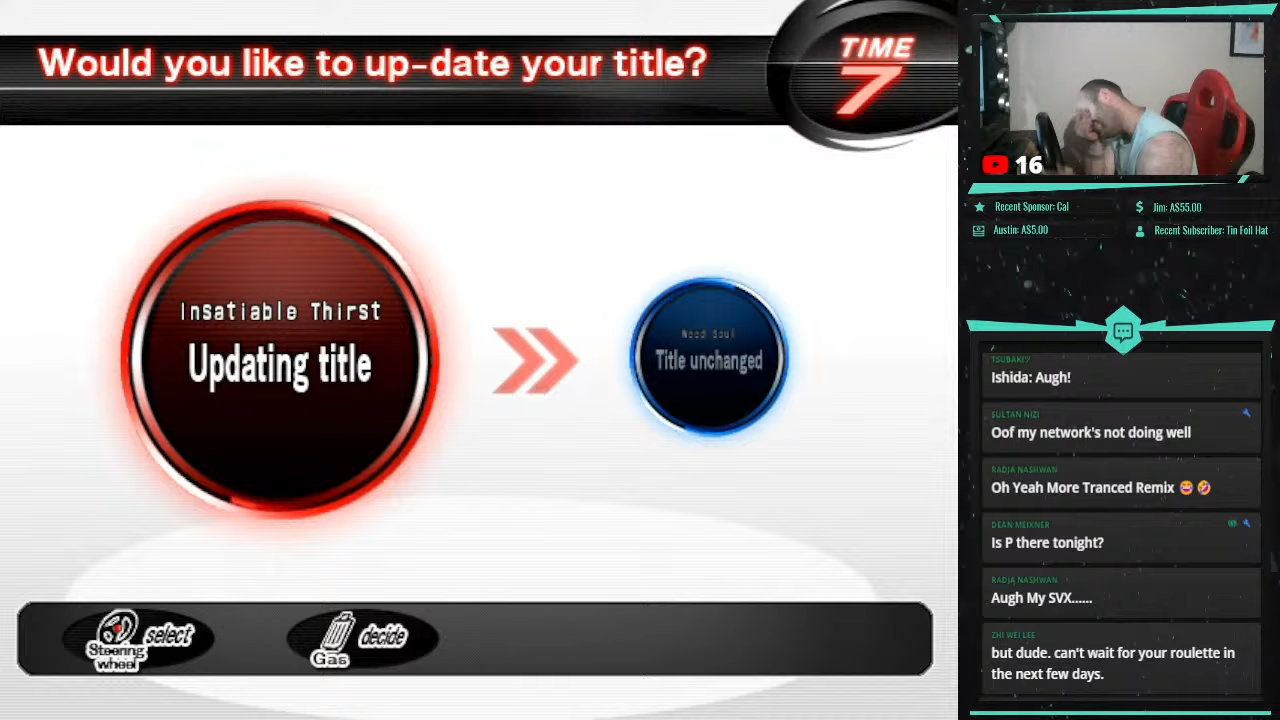 Would you like to up-date your title?
TIME
7
Insatiable Thirst
Updating title
Need Soul
Title unchanged
Steering wheel
select
Gas
decide
16
Recent Sponsor: Cal
Jim: A$55.00
Austin: A$5.00
Recent Subscriber: Tin Foil Hat
TSUBAKI♡
Ishida: Augh!
SULTAN NIZI
Oof my network's not doing well
RADJA NASHWAN
Oh Yeah More Tranced Remix 😄 🤣
DEAN MEIXNER
Is P there tonight?
RADJA NASHWAN
Augh My SVX......
ZHI WEI LEE
but dude. can't wait for your roulette in
the next few days.